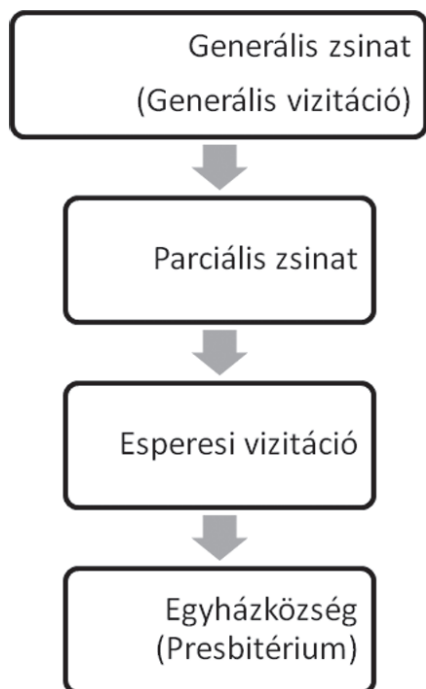 Generális zsinat
(Generális vizitáció)
Parciális zsinat
Esperesi vizitáció
Egyházközség
(Presbitérium)